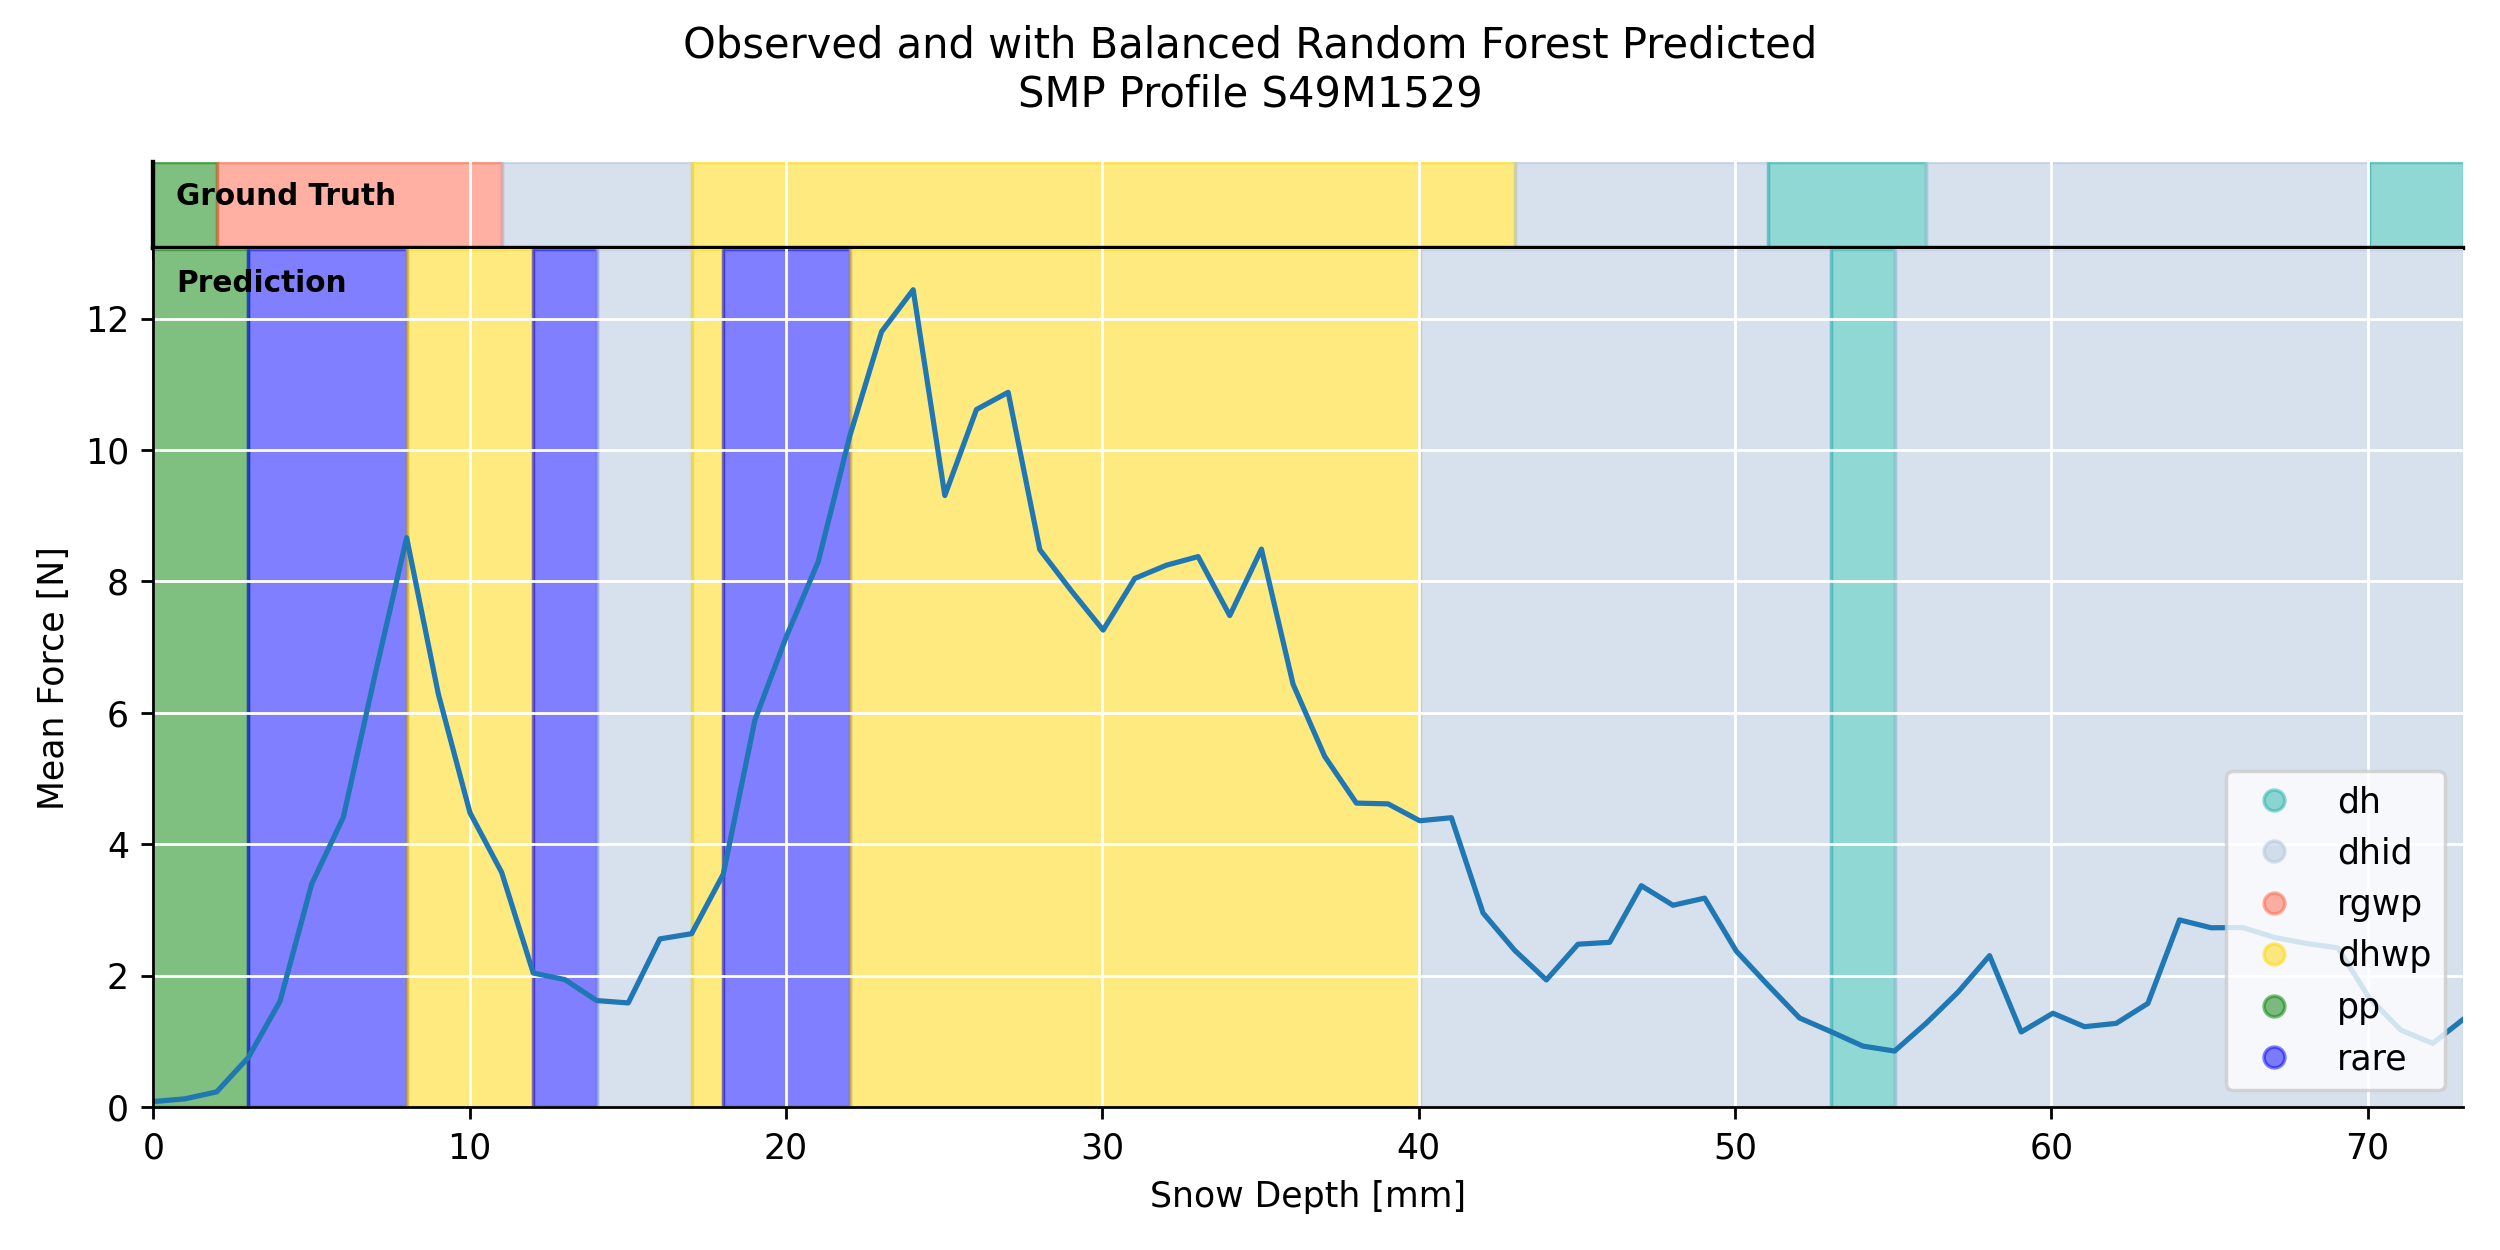 Observed and with Balanced Random Forest Predicted
SMP Profile S49M1529
Ground Truth
Prediction
12
10
8
6
4
2
0
Mean Force [N]
0 10 20 30 40 50 60 70
Snow Depth [mm]
dh
dhid
rgwp
dhwp
pp
rare